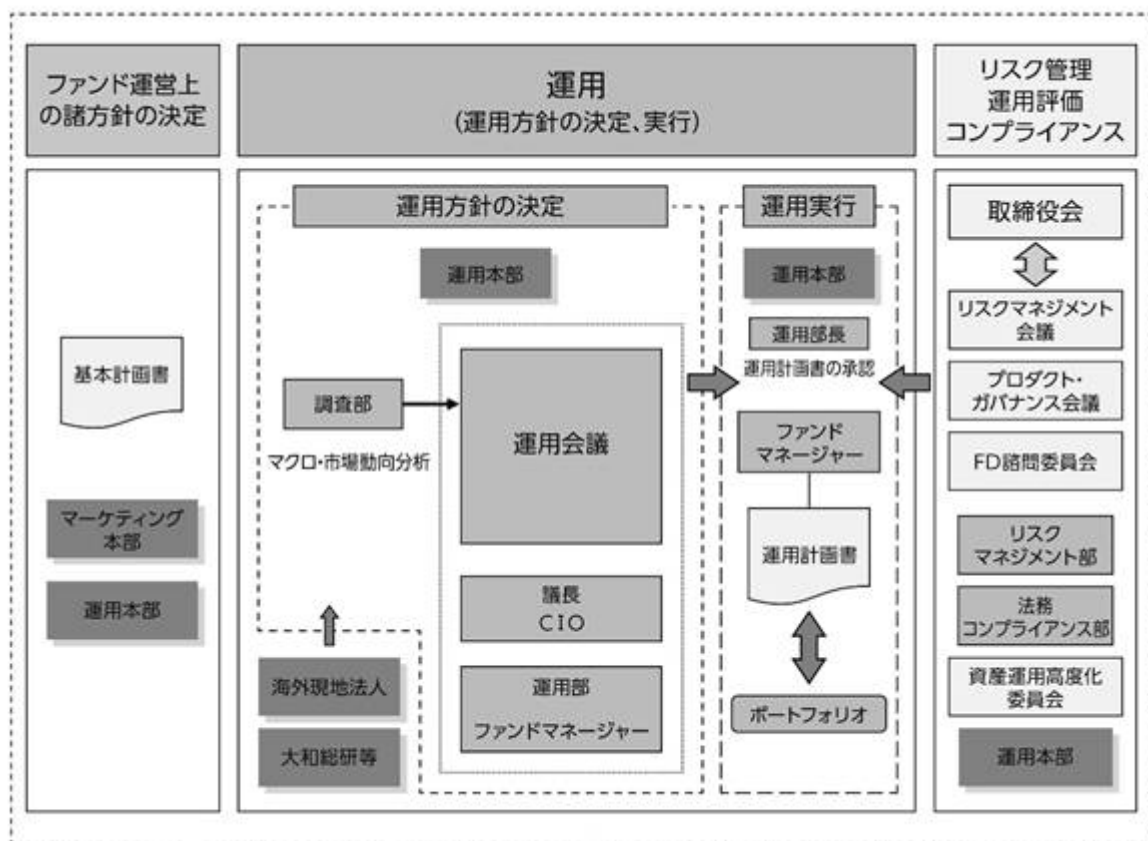 ファンド運営上
の諸方針の決定
運用
(運用方針の決定、実行)
リスク管理
運用評価
コンプライアンス
基本計画書
マーケティング
本部
運用本部
運用方針の決定
運用本部
調査部
マクロ・市場動向分析
運用会議
議長
CIO
運用部
ファンドマネージャー
海外現地法人
大和総研等
運用実行
運用本部
運用部長
運用計画書の承認
ファンド
マネージャー
運用計画書
ポートフォリオ
取締役会
リスクマネジメント
会議
プロダクト・
ガバナンス会議
FD諮問委員会
リスク
マネジメント部
法務
コンプライアンス部
資産運用高度化
委員会
運用本部